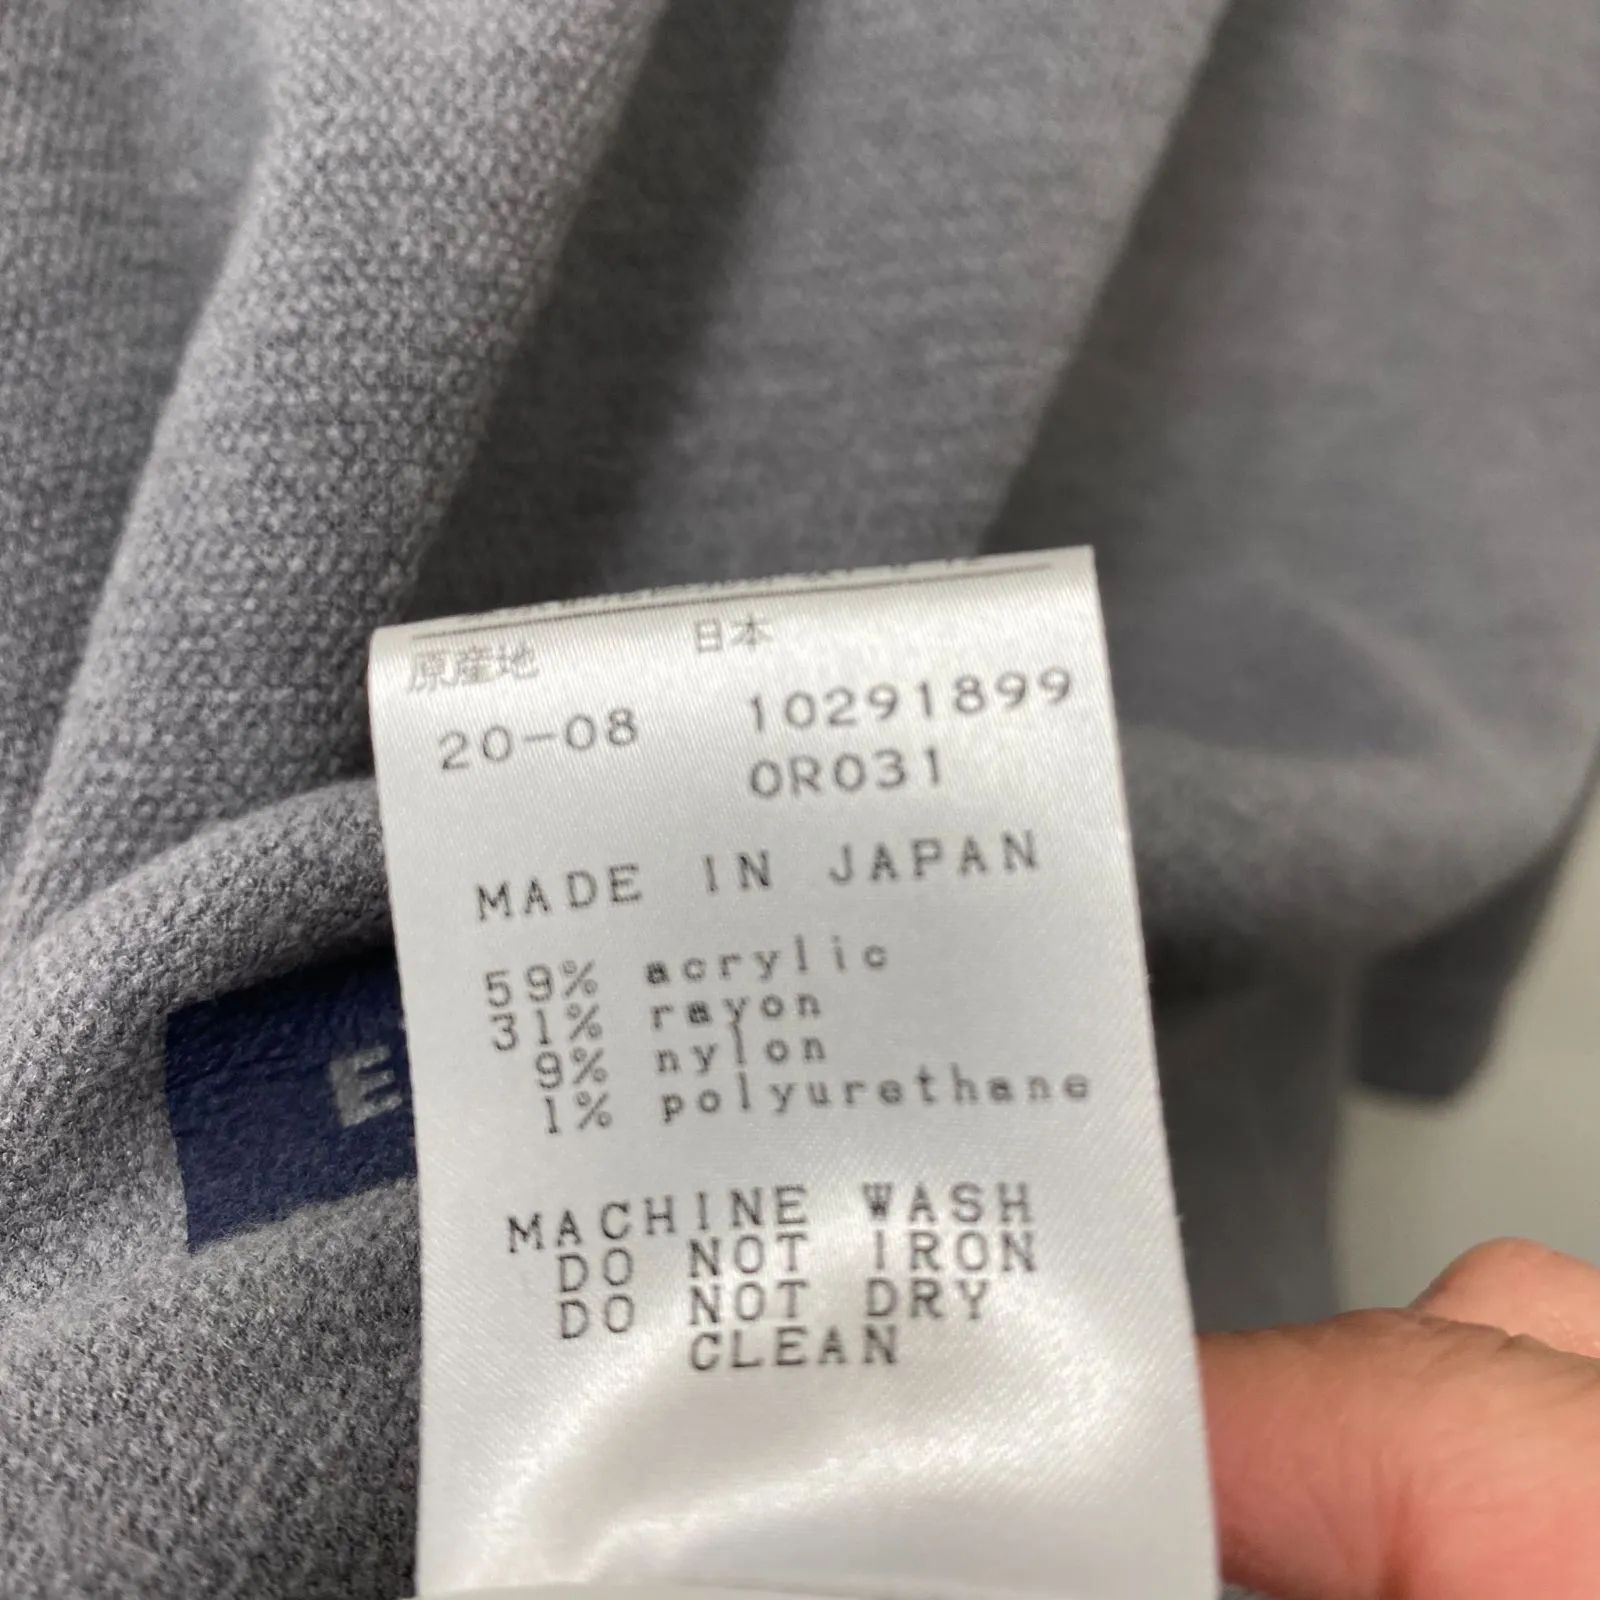 原産地 日本
20-08 10291899
0R031
MADE IN JAPAN
59% acrylic
31% rayon
9% nylon
1% polyurethane
MACHINE WASH
DO NOT IRON
DO NOT DRY
CLEAN
E